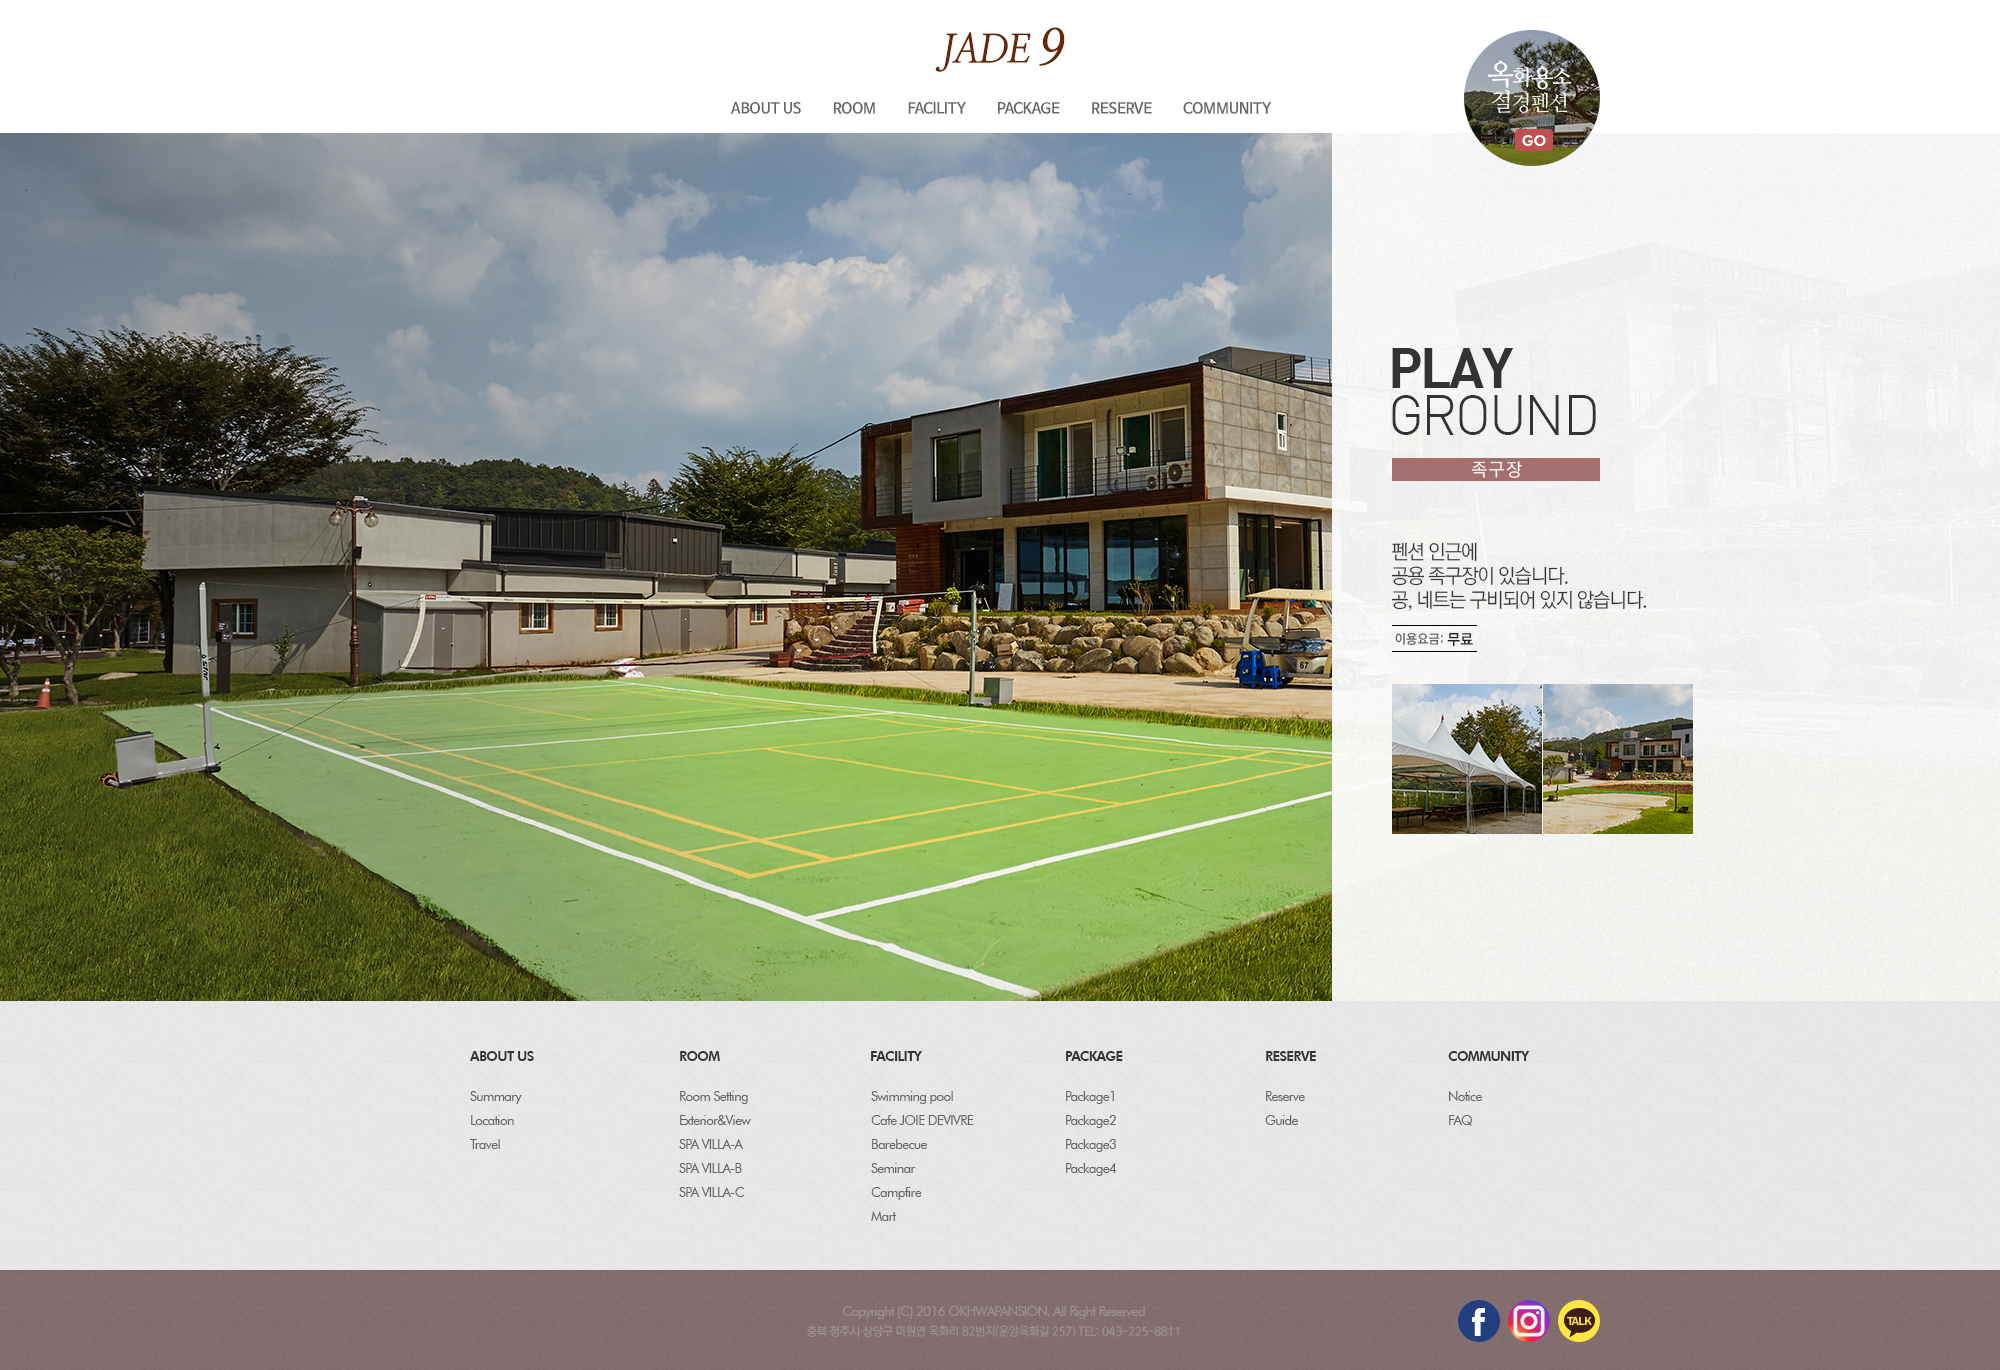 JADE 9
ABOUT US ROOM FACILITY PACKAGE RESERVE COMMUNITY
옥화용소
절경펜션
GO
PLAY
GROUND
족구장
펜션 인근에
공용 족구장이 있습니다.
공, 네트는 구비되어 있지 않습니다.
이용요금: 무료
67
ABOUT US
Summary
Location
Travel
ROOM
Room Setting
Exterior&View
SPA VILLA-A
SPA VILLA-B
SPA VILLA-C
FACILITY
Swimming pool
Cafe JOIE DEVIVRE
Barebecue
Seminar
Campfire
Mart
PACKAGE
Package1
Package2
Package3
Package4
RESERVE
Reserve
Guide
COMMUNITY
Notice
FAQ
Copyright (C) 2016 OKHWAPANSION. All Right Reserved
충북 청주시 상당구 미원면 옥화리 82번지(운암옥화길 257) TEL: 043-225-8811
f
TALK